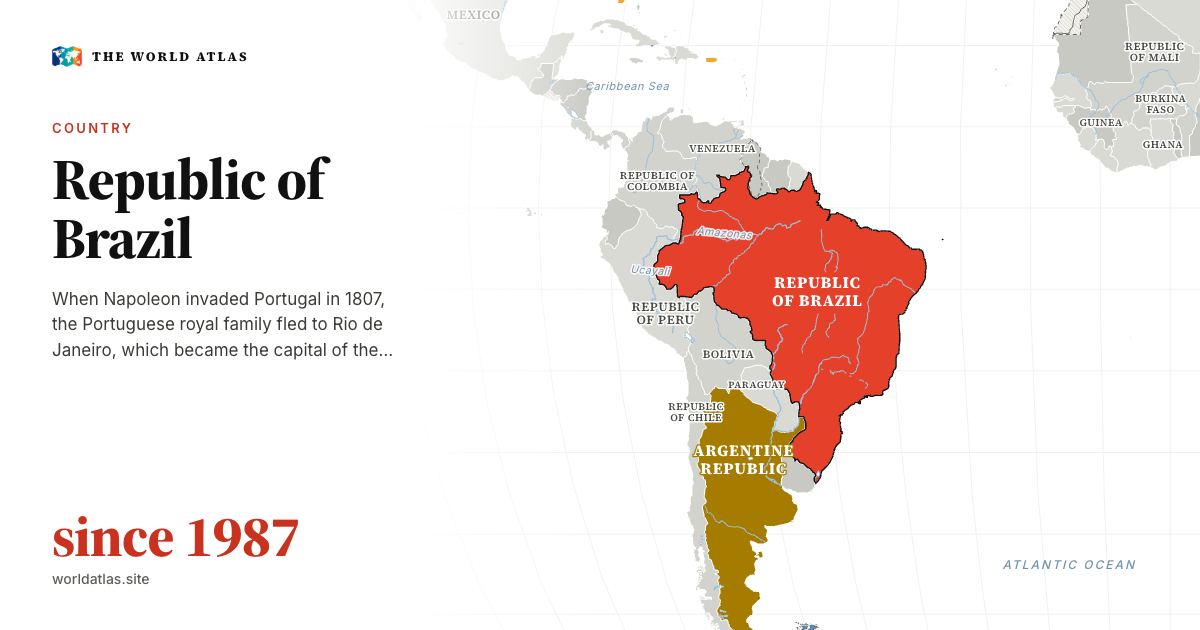 THE WORLD ATLAS
COUNTRY
Republic of
Brazil
When Napoleon invaded Portugal in 1807,
the Portuguese royal family fled to Rio de
Janeiro, which became the capital of the...
since 1987
worldatlas.site
MEXICO
Caribbean Sea
REPUBLIC
OF MALI
BURKINA
FASO
GUINEA
GHANA
VENEZUELA
REPUBLIC OF
COLOMBIA
Amazonas
Ucayali
REPUBLIC
OF BRAZIL
REPUBLIC
OF PERU
BOLIVIA
PARAGUAY
REPUBLIC
OF CHILE
ARGENTINE
REPUBLIC
ATLANTIC OCEAN